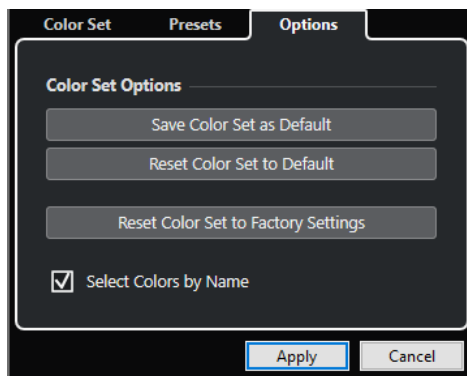 Color Set Presets Options
Color Set Options
Save Color Set as Default
Reset Color Set to Default
Reset Color Set to Factory Settings
Select Colors by Name
Apply Cancel